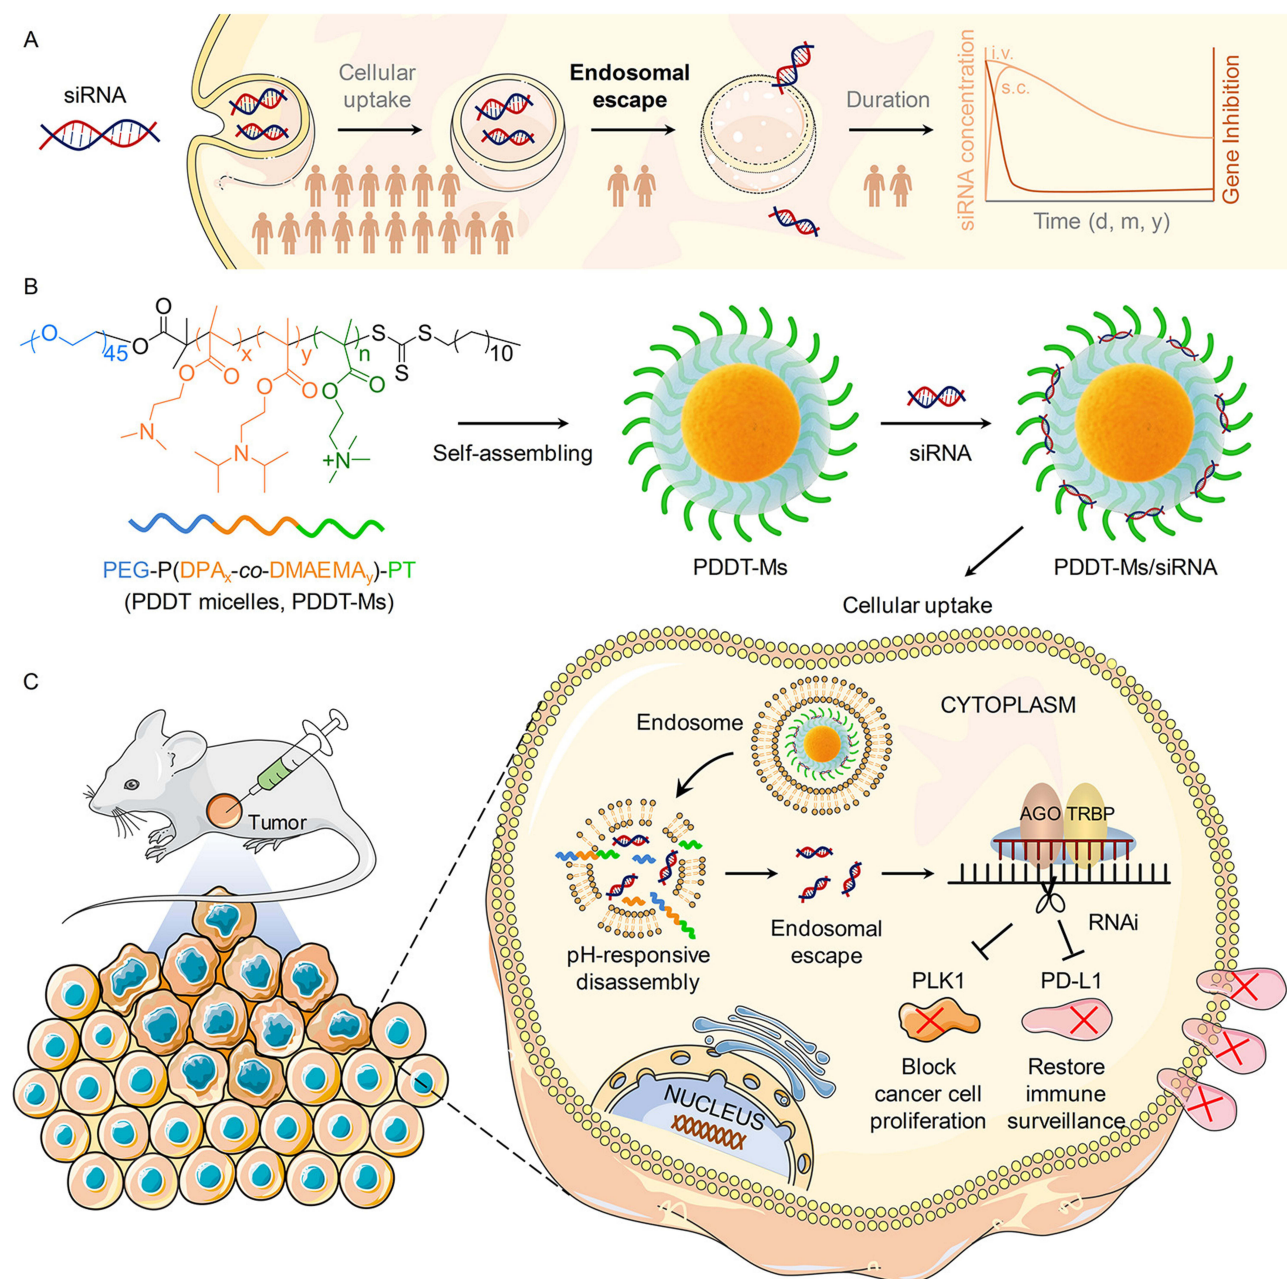 A
siRNA
Cellular
uptake
Endosomal
escape
Duration
siRNA concentration
i.v.
s.c.
Gene Inhibition
Time (d, m, y)
B
O
45
O
O
x
y
n
S
S
S
10
O
O
O
O
O
O
N
N
+N
Self-assembling
siRNA
PEG-P(DPAx-co-DMAEMAy)-PT
(PDDT micelles, PDDT-Ms)
PDDT-Ms
PDDT-Ms/siRNA
Cellular uptake
C
Tumor
Endosome
CYTOPLASM
AGO
TRBP
RNAi
pH-responsive
disassembly
Endosomal
escape
PLK1
PD-L1
Block
cancer cell
proliferation
Restore
immune
surveillance
NUCLEUS